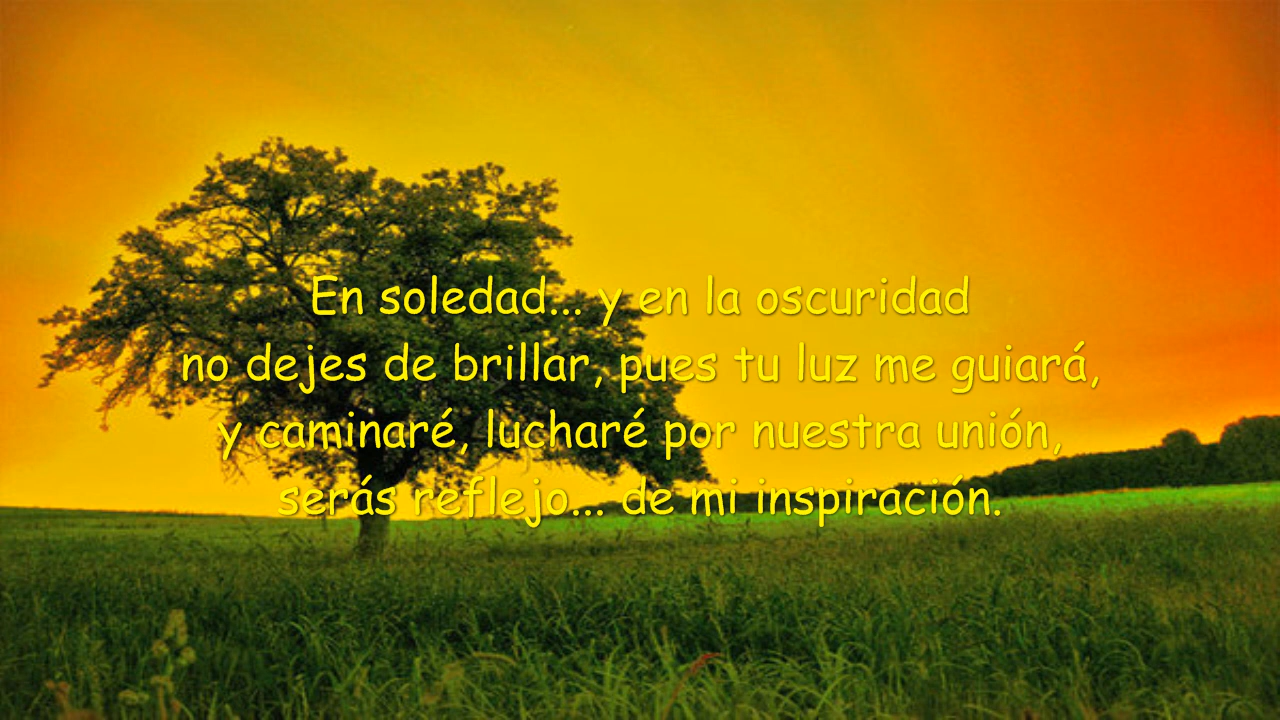 En soledad... y en la oscuridad
no dejes de brillar, pues tu luz me guiará,
y caminaré, lucharé por nuestra unión,
serás reflejo... de mi inspiración.